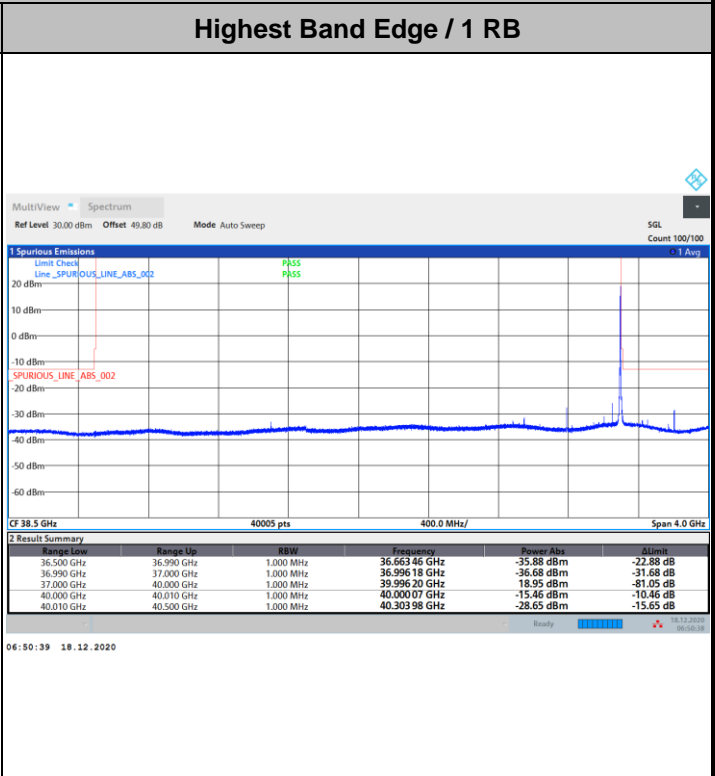 Highest Band Edge / 1 RB
MultiView Spectrum
Ref Level 30.00 dBm Offset 49.80 dB Mode Auto Sweep SGL
Count 100/100
1 Spurious Emissions 1 Avg
Limit Check PASS
Line _SPURIOUS_LINE_ABS_002 PASS
20 dBm
10 dBm
0 dBm
-10 dBm
_SPURIOUS_LINE_ABS_002
-20 dBm
-30 dBm
-40 dBm
-50 dBm
-60 dBm
CF 38.5 GHz 40005 pts 400.0 MHz/ Span 4.0 GHz
2 Result Summary
Range Low Range Up RBW Frequency Power Abs ΔLimit
36.500 GHz 36.990 GHz 1.000 MHz 36.663 46 GHz -35.88 dBm -22.88 dB
36.990 GHz 37.000 GHz 1.000 MHz 36.996 18 GHz -36.68 dBm -31.68 dB
37.000 GHz 40.000 GHz 1.000 MHz 39.996 20 GHz 18.95 dBm -81.05 dB
40.000 GHz 40.010 GHz 1.000 MHz 40.000 07 GHz -15.46 dBm -10.46 dB
40.010 GHz 40.500 GHz 1.000 MHz 40.303 98 GHz -28.65 dBm -15.65 dB
Ready 18.12.2020
06:50:38
06:50:39 18.12.2020